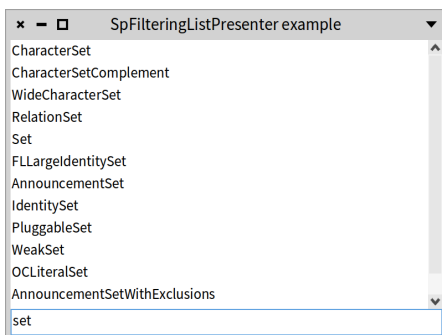 SpFilteringListPresenter example
CharacterSet
CharacterSetComplement
WideCharacterSet
RelationSet
Set
FLLargeIdentitySet
AnnouncementSet
IdentitySet
PluggableSet
WeakSet
OCLiteralSet
AnnouncementSetWithExclusions
set